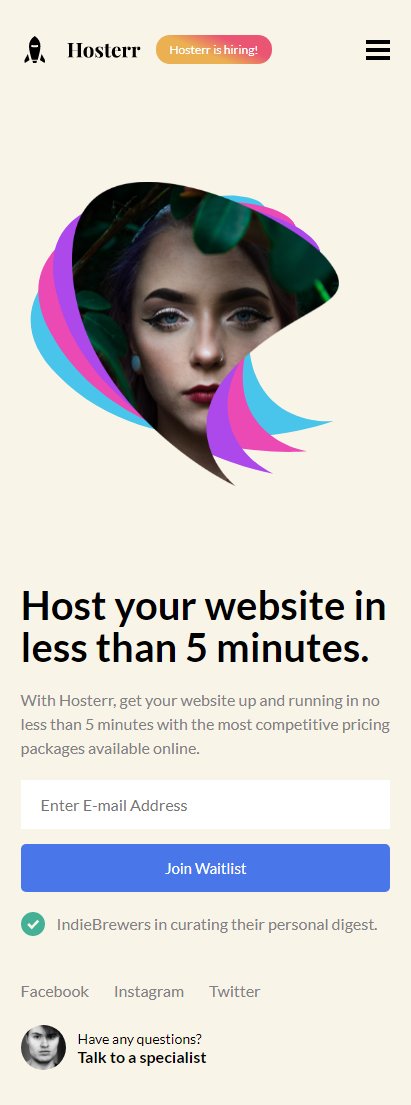 Hosterr
Hosterr is hiring!
Host your website in
less than 5 minutes.
With Hosterr, get your website up and running in no
less than 5 minutes with the most competitive pricing
packages available online.
Enter E-mail Address
Join Waitlist
IndieBrewers in curating their personal digest.
Facebook Instagram Twitter
Have any questions?
Talk to a specialist